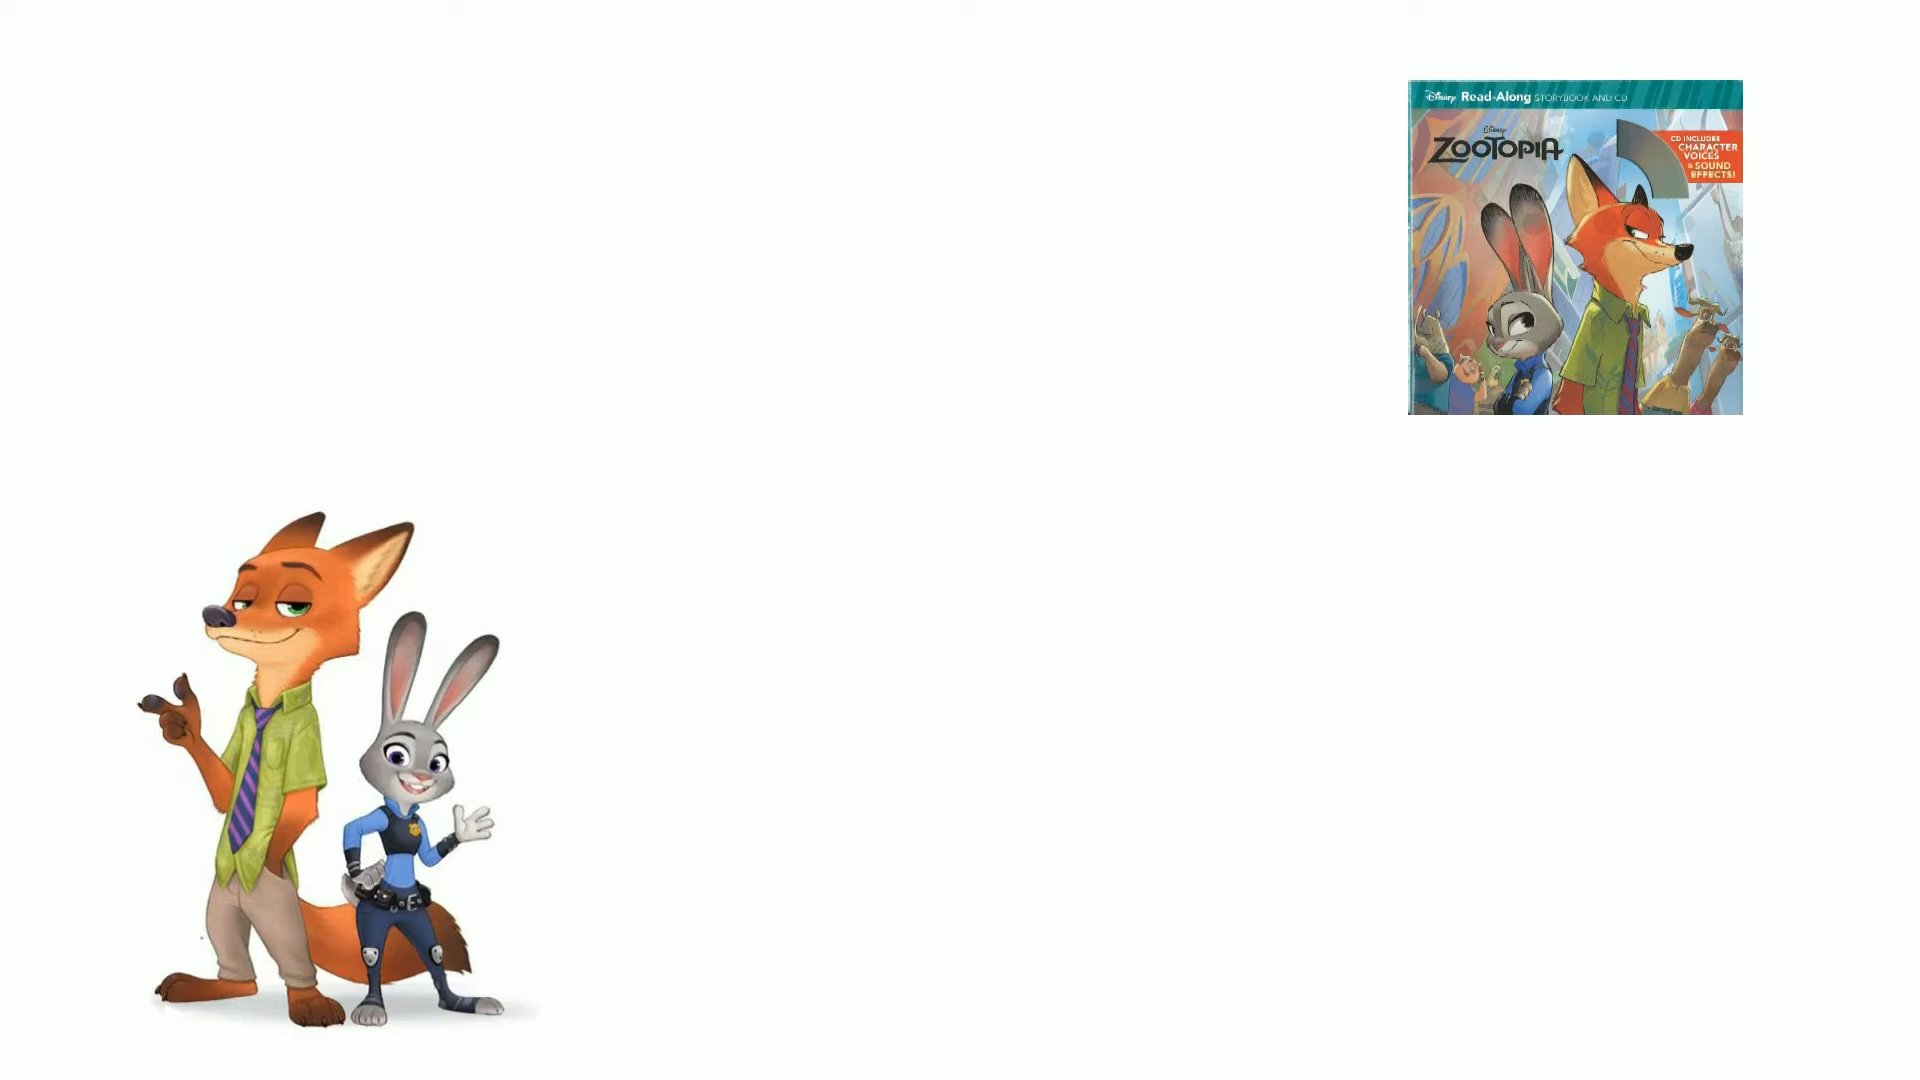 Disney Read-Along STORYBOOK AND CD
Disney
ZOOTOPIA
CD INCLUDES
CHARACTER
VOICES
& SOUND
EFFECTS!